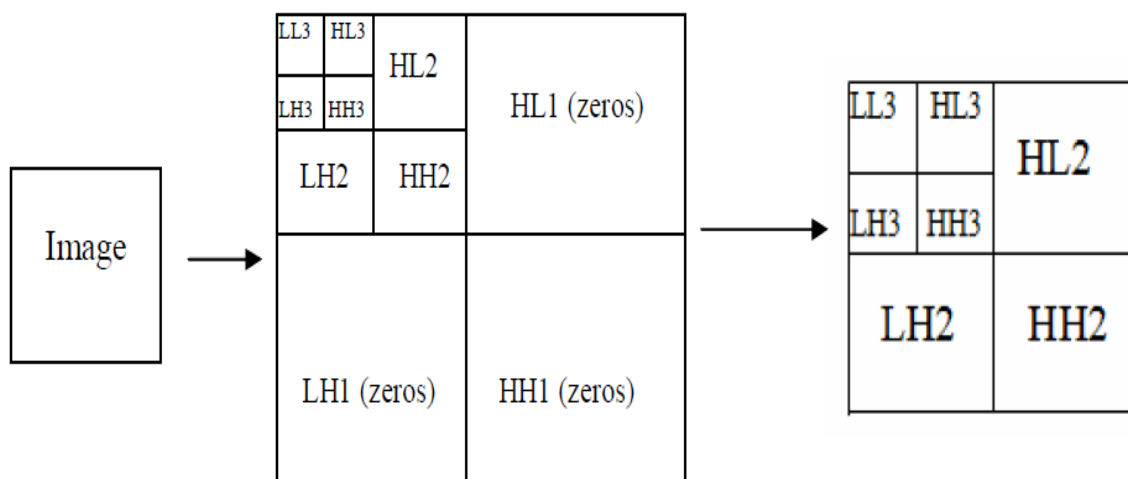 Image
LL3 HL3
HL2
LH3 HH3
LH2 HH2
HL1 (zeros)
LH1 (zeros) HH1 (zeros)
LL3 HL3
HL2
LH3 HH3
LH2 HH2